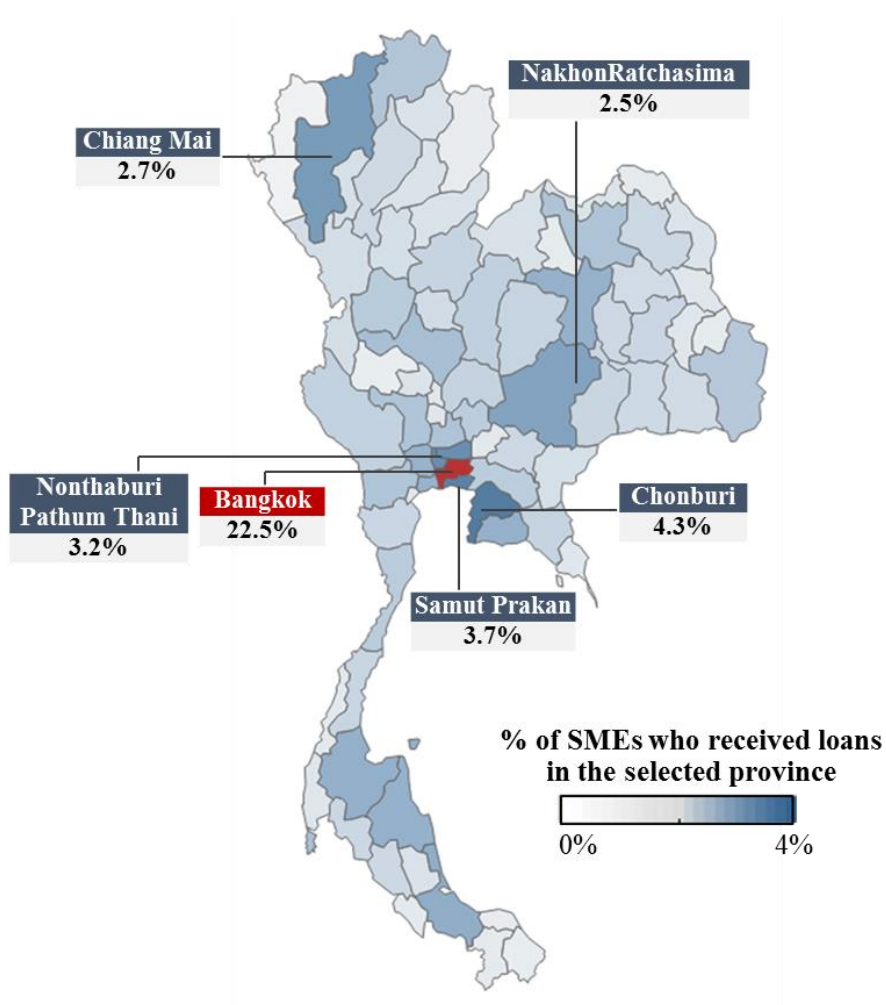 NakhonRatchasima
2.5%
Chiang Mai
2.7%
Nonthaburi
Pathum Thani
3.2%
Bangkok
22.5%
Chonburi
4.3%
Samut Prakan
3.7%
% of SMEs who received loans
in the selected province
0%
4%